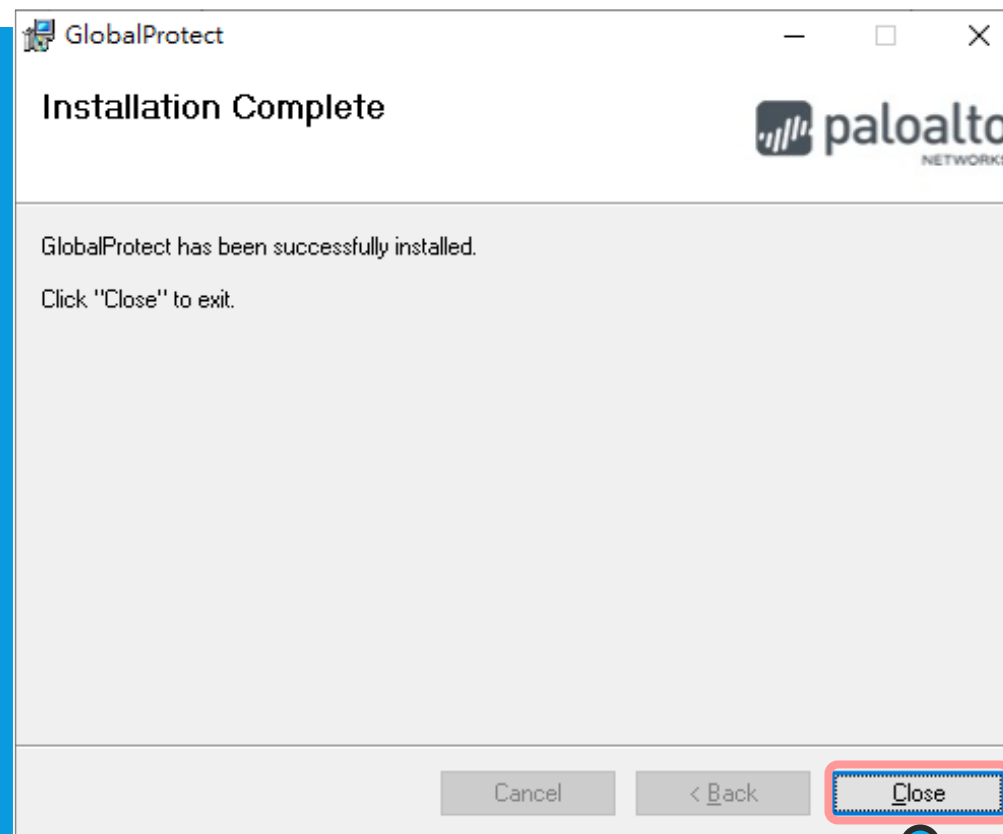 GlobalProtect
Installation Complete
paloalto
NETWORKS
GlobalProtect has been successfully installed.
Click "Close" to exit.
Cancel
< Back
Close